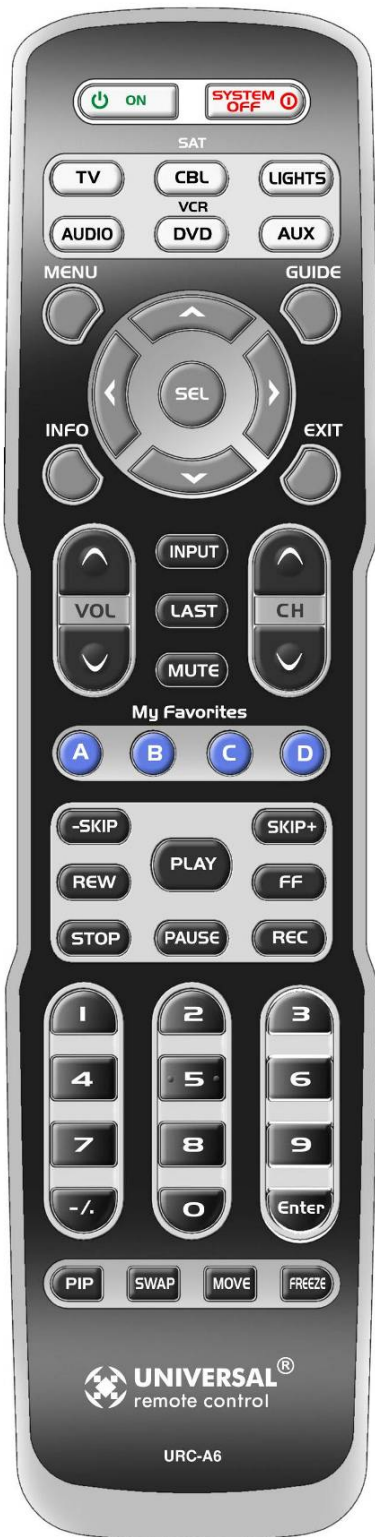 ON SYSTEM OFF
SAT
TV CBL LIGHTS
VCR
AUDIO DVD AUX
MENU GUIDE
SEL
INFO EXIT
INPUT
VOL LAST CH
MUTE
My Favorites
A B C D
-SKIP SKIP+
PLAY
REW FF
STOP PAUSE REC
1 2 3
4 5 6
7 8 9
-/. 0 Enter
PIP SWAP MOVE FREEZE
UNIVERSAL®
remote control
URC-A6